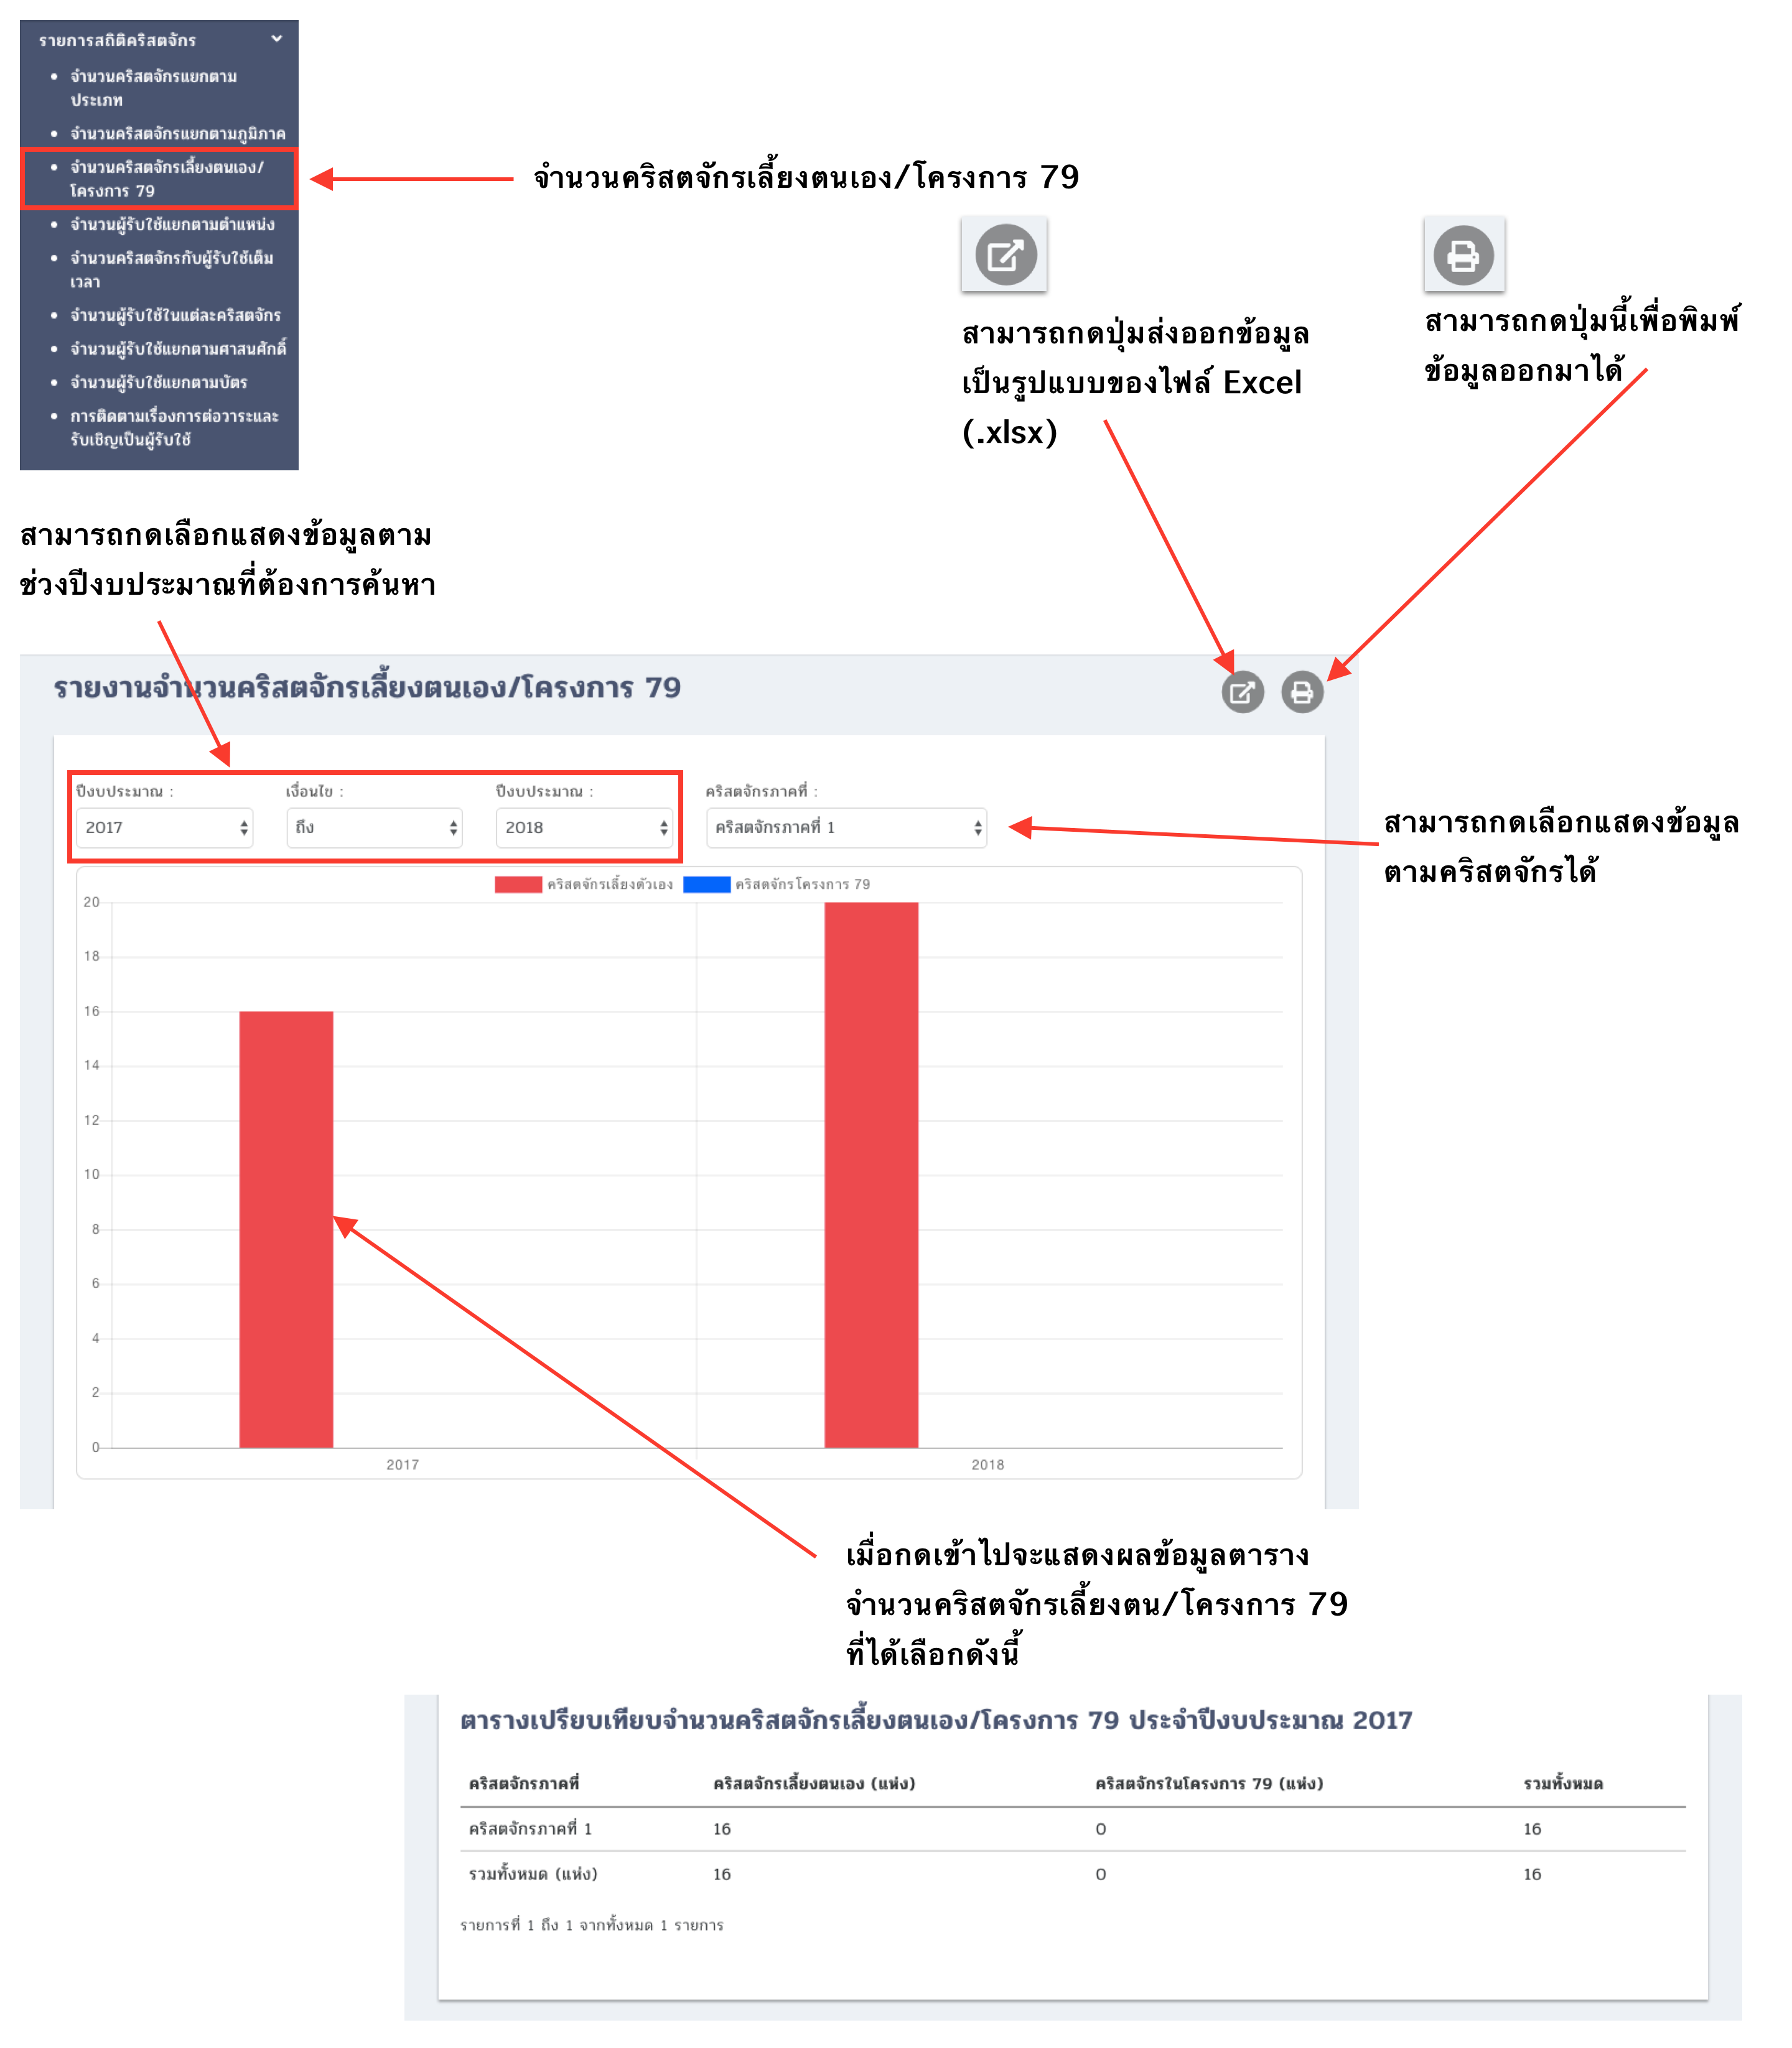 รายการสถิติคริสตจักร
จำนวนคริสตจักรแยกตาม
ประเภท
จำนวนคริสตจักรแยกตามภูมิภาค
จำนวนคริสตจักรเลี้ยงตนเอง/
โครงการ 79
จำนวนผู้รับใช้แยกตามตำแหน่ง
จำนวนคริสตจักรกับผู้รับใช้เต็ม
เวลา
จำนวนผู้รับใช้ในแต่ละคริสตจักร
จำนวนผู้รับใช้แยกตามศาสนศักดิ์
จำนวนผู้รับใช้แยกตามบัตร
การติดตามเรื่องการต่อวาระและ
รับเชิญเป็นผู้รับใช้
จำนวนคริสตจักรเลี้ยงตนเอง/โครงการ 79
สามารถกดปุ่มส่งออกข้อมูล
เป็นรูปแบบของไฟล์ Excel
(.xlsx)
สามารถกดปุ่มนี้เพื่อพิมพ์
ข้อมูลออกมาได้
สามารถกดเลือกแสดงข้อมูลตาม
ช่วงปีงบประมาณที่ต้องการค้นหา
รายงานจำนวนคริสตจักรเลี้ยงตนเอง/โครงการ 79
ปีงบประมาณ : เงื่อนไข : ปีงบประมาณ : คริสตจักรภาคที่ :
2017 ถึง 2018 คริสตจักรภาคที่ 1
สามารถกดเลือกแสดงข้อมูล
ตามคริสตจักรได้
คริสตจักรเลี้ยงตัวเอง คริสตจักรโครงการ 79
20
18
16
14
12
10
8
6
4
2
0
2017 2018
เมื่อกดเข้าไปจะแสดงผลข้อมูลตาราง
จำนวนคริสตจักรเลี้ยงตน/โครงการ 79
ที่ได้เลือกดังนี้
ตารางเปรียบเทียบจำนวนคริสตจักรเลี้ยงตนเอง/โครงการ 79 ประจำปีงบประมาณ 2017
คริสตจักรภาคที่ คริสตจักรเลี้ยงตนเอง (แห่ง) คริสตจักรในโครงการ 79 (แห่ง) รวมทั้งหมด
คริสตจักรภาคที่ 1 16 0 16
รวมทั้งหมด (แห่ง) 16 0 16
รายการที่ 1 ถึง 1 จากทั้งหมด 1 รายการ